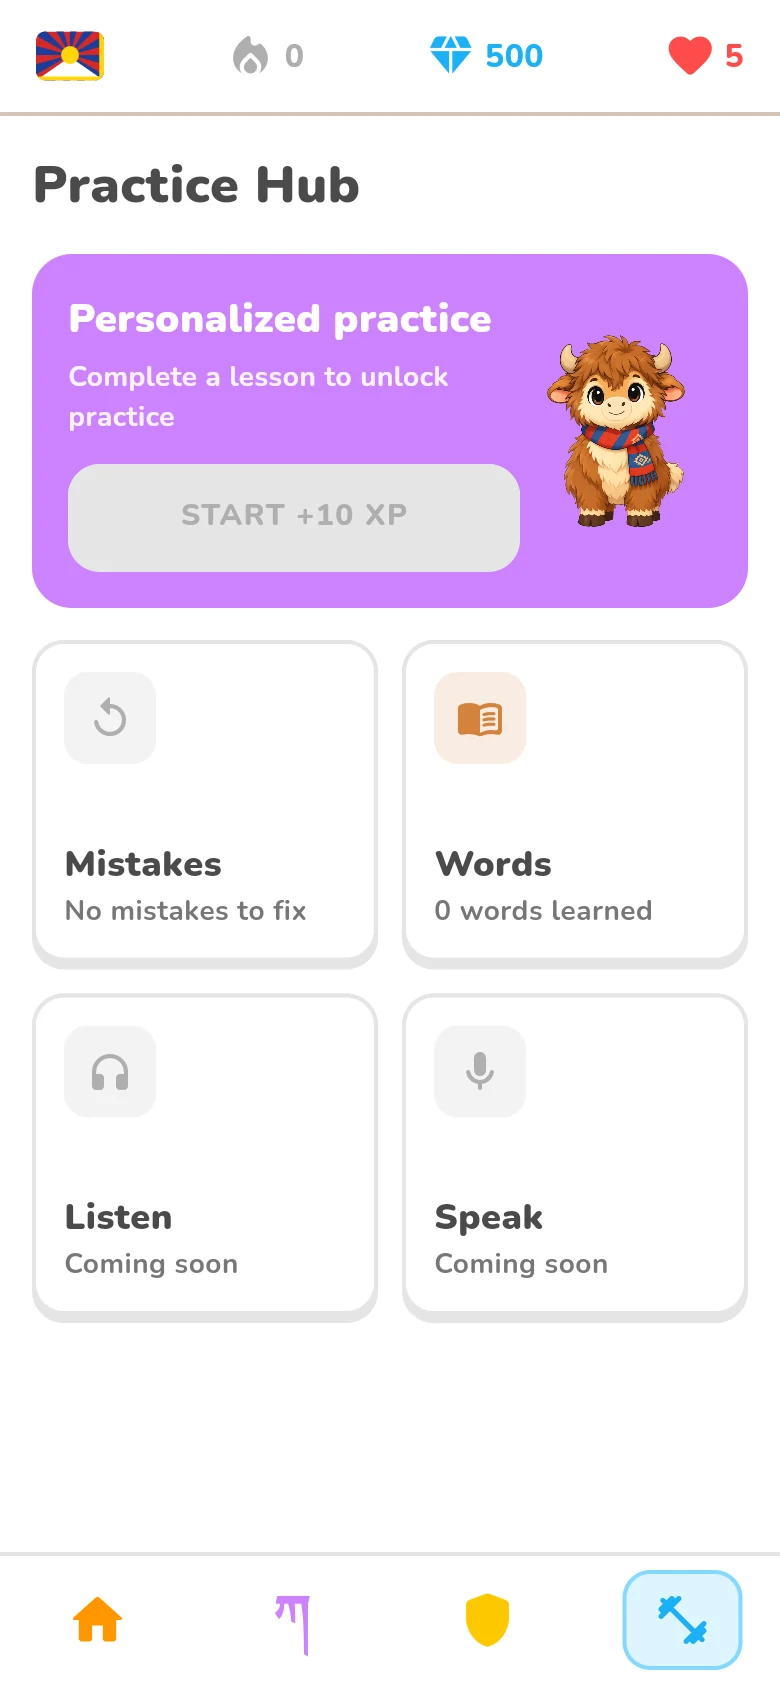 0
500
5
Practice Hub
Personalized practice
Complete a lesson to unlock
practice
START +10 XP
Mistakes
No mistakes to fix
Words
0 words learned
Listen
Coming soon
Speak
Coming soon
ཀ